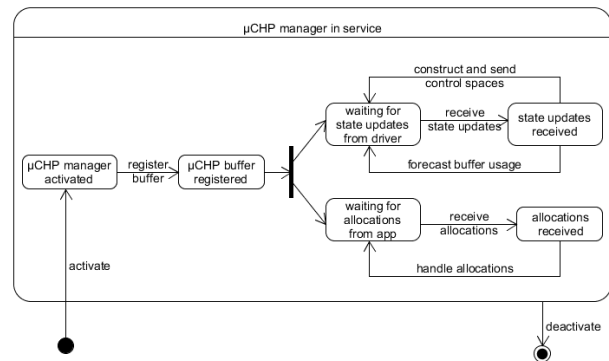 µCHP manager in service
construct and send
control spaces
waiting for
state updates
from driver
receive
state updates
state updates
received
forecast buffer usage
µCHP manager
activated
register
buffer
µCHP buffer
registered
waiting for
allocations
from app
receive
allocations
allocations
received
handle allocations
activate
deactivate